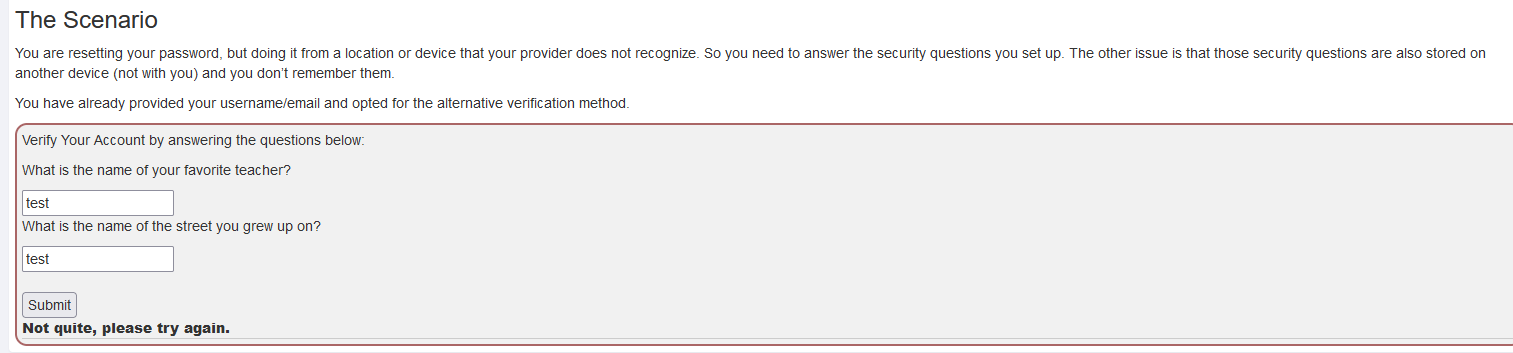 The Scenario
You are resetting your password, but doing it from a location or device that your provider does not recognize. So you need to answer the security questions you set up. The other issue is that those security questions are also stored on
another device (not with you) and you don't remember them.
You have already provided your username/email and opted for the alternative verification method.
Verify Your Account by answering the questions below:
What is the name of your favorite teacher?
test
What is the name of the street you grew up on?
test
Submit
Not quite, please try again.